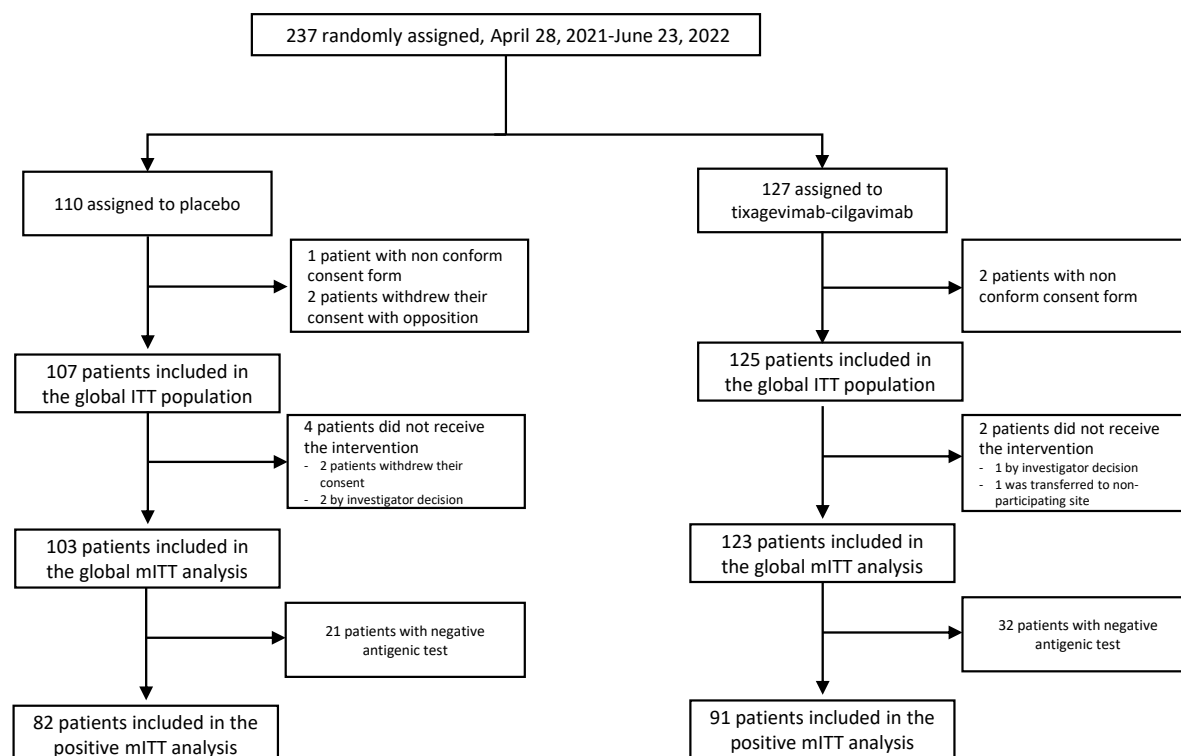 237 randomly assigned, April 28, 2021-June 23, 2022
110 assigned to placebo
127 assigned to
tixagevimab-cilgavimab
1 patient with non conform
consent form
2 patients withdrew their
consent with opposition
2 patients with non
conform consent form
107 patients included in
the global ITT population
125 patients included in
the global ITT population
4 patients did not receive
the intervention
- 2 patients withdrew their
consent
- 2 by investigator decision
2 patients did not receive
the intervention
- 1 by investigator decision
- 1 was transferred to non-
participating site
103 patients included in
the global mITT analysis
123 patients included in
the global mITT analysis
21 patients with negative
antigenic test
32 patients with negative
antigenic test
82 patients included in the
positive mITT analysis
91 patients included in the
positive mITT analysis